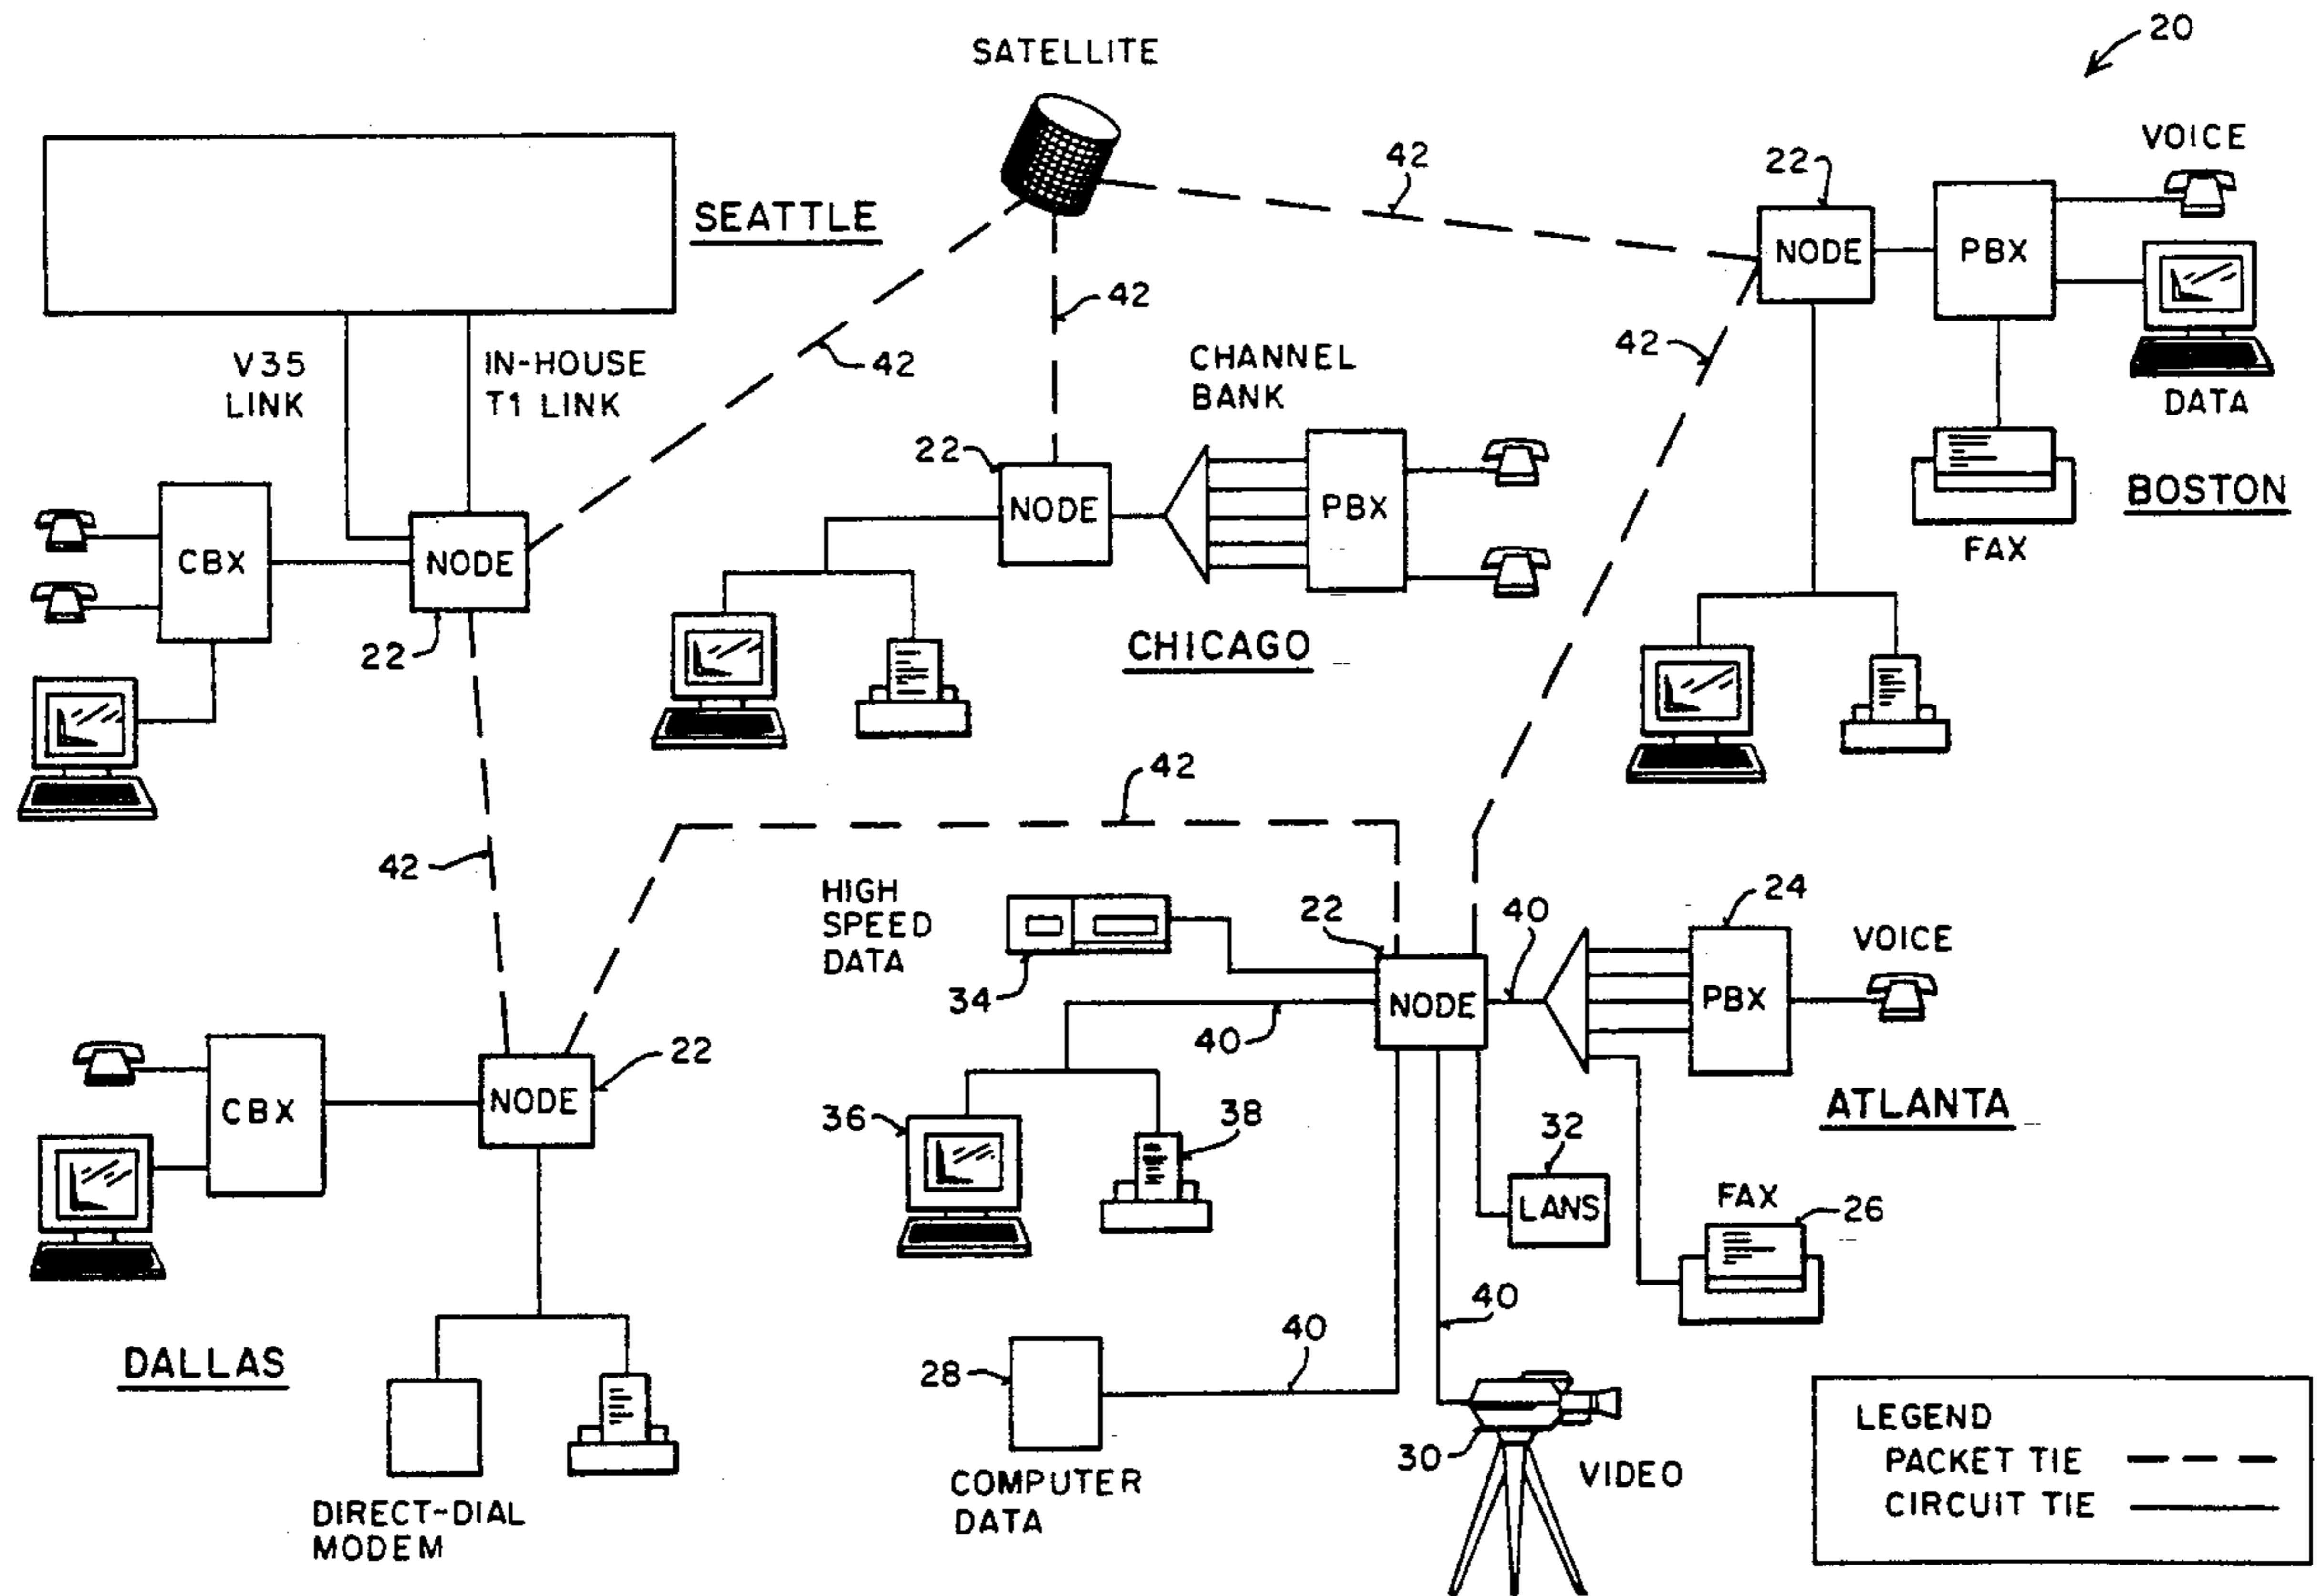 SATELLITE
20
VOICE
42
22
NODE
PBX
SEATTLE
42
42
42
DATA
V35
LINK
IN-HOUSE
T1 LINK
CHANNEL
BANK
22
NODE
PBX
BOSTON
FAX
CBX
NODE
22
CHICAGO
42
42
HIGH
SPEED
DATA
34
22
40
24
VOICE
NODE
PBX
40
CBX
NODE
22
ATLANTA
36
38
32
LANS
FAX
26
40
40
28
DALLAS
30
VIDEO
COMPUTER
DATA
DIRECT-DIAL
MODEM
LEGEND
PACKET TIE
CIRCUIT TIE